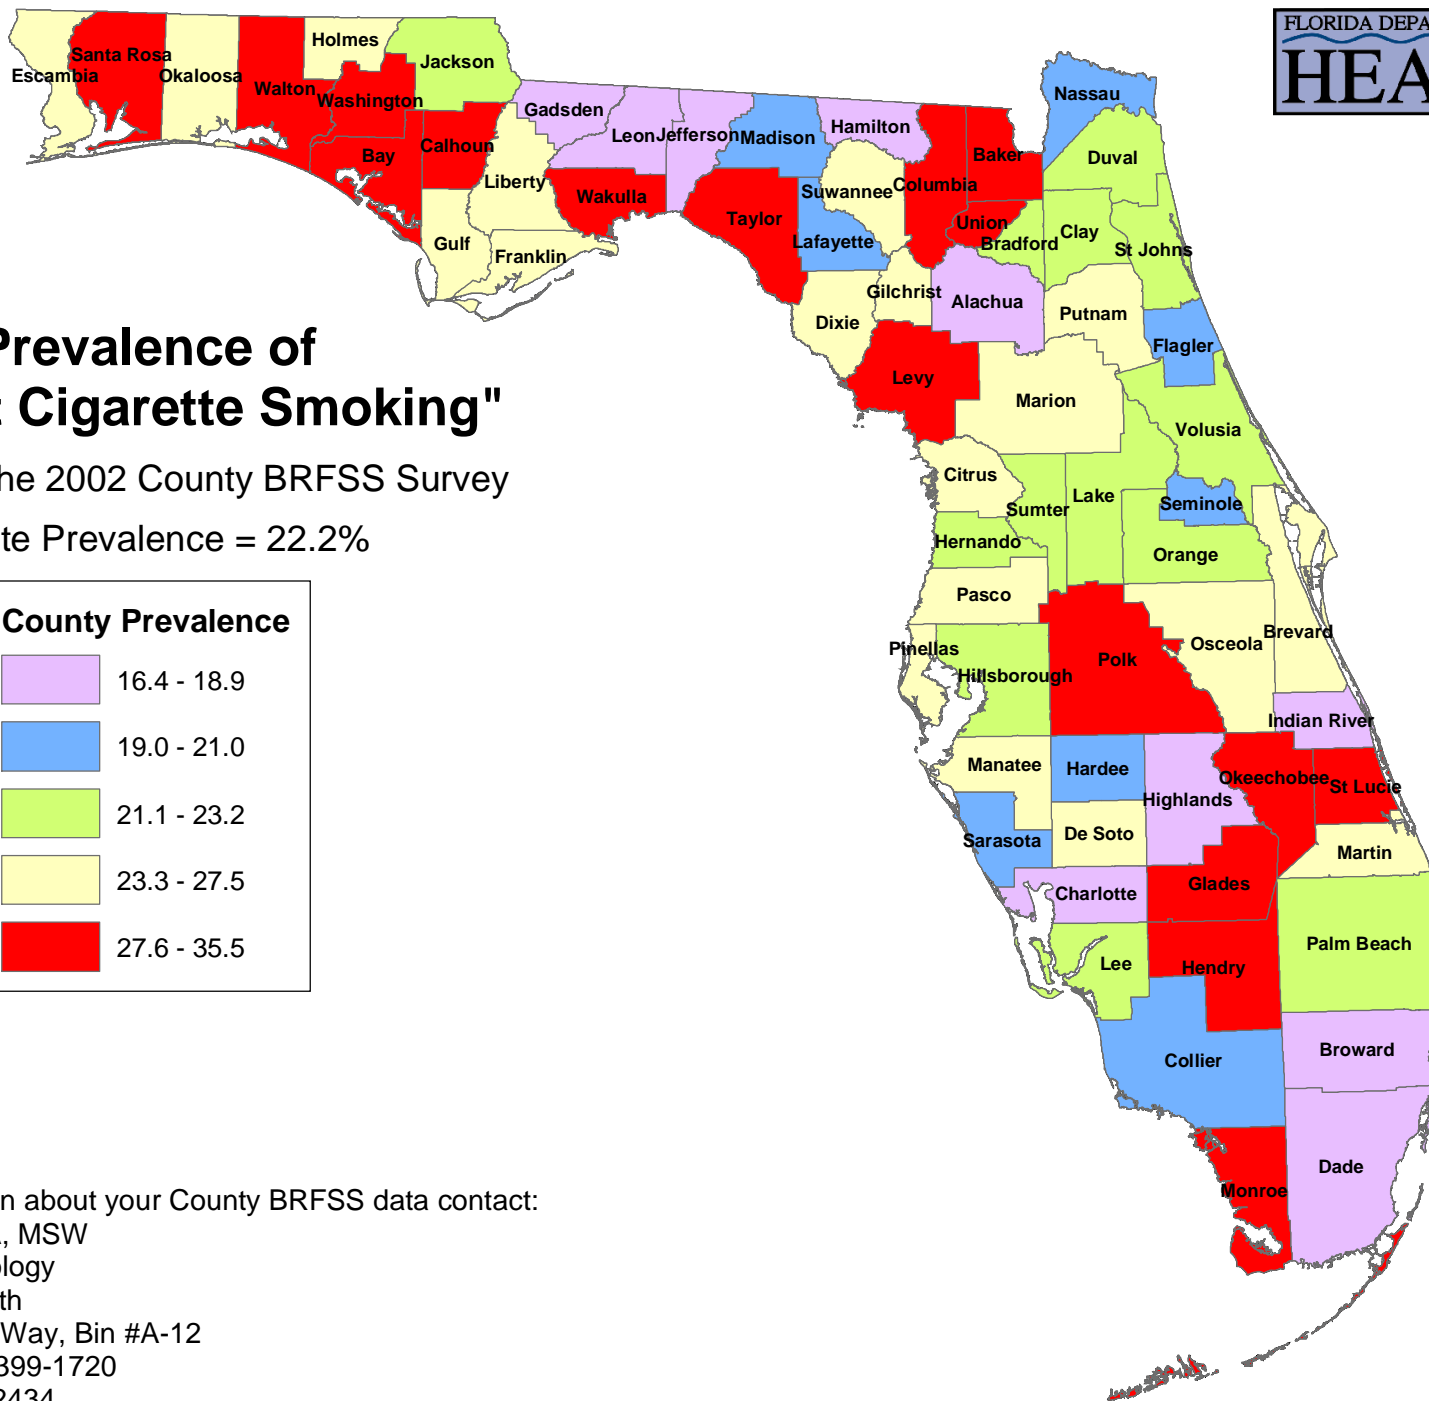 FLORIDA DEPA
HEA
Holmes
Santa Rosa
Escambia
Okaloosa
Jackson
Walton
Washington
Gadsden
Leon
Jefferson
Madison
Hamilton
Nassau
Bay
Calhoun
Liberty
Wakulla
Taylor
Suwannee
Columbia
Baker
Duval
Gulf
Franklin
Lafayette
Union
Bradford
Clay
St Johns
Gilchrist
Alachua
Putnam
Dixie
Flagler
Levy
Marion
Volusia
Citrus
Sumter
Lake
Seminole
Hernando
Orange
Pasco
Pinellas
Hillsborough
Polk
Osceola
Brevard
Indian River
Manatee
Hardee
Highlands
Okeechobee
St Lucie
Sarasota
De Soto
Martin
Charlotte
Glades
Lee
Hendry
Palm Beach
Collier
Broward
Dade
Monroe
Prevalence of
t Cigarette Smoking"
he 2002 County BRFSS Survey
te Prevalence = 22.2%
County Prevalence
16.4 - 18.9
19.0 - 21.0
21.1 - 23.2
23.3 - 27.5
27.6 - 35.5
n about your County BRFSS data contact:
, MSW
ology
th
Way, Bin #A-12
399-1720
2434